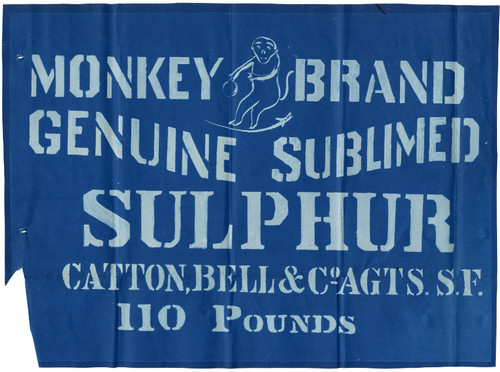 MONKEY BRAND
GENUINE SUBLIMED
SULPHUR
CATTON, BELL & Co AGTS. S.F.
110 POUNDS